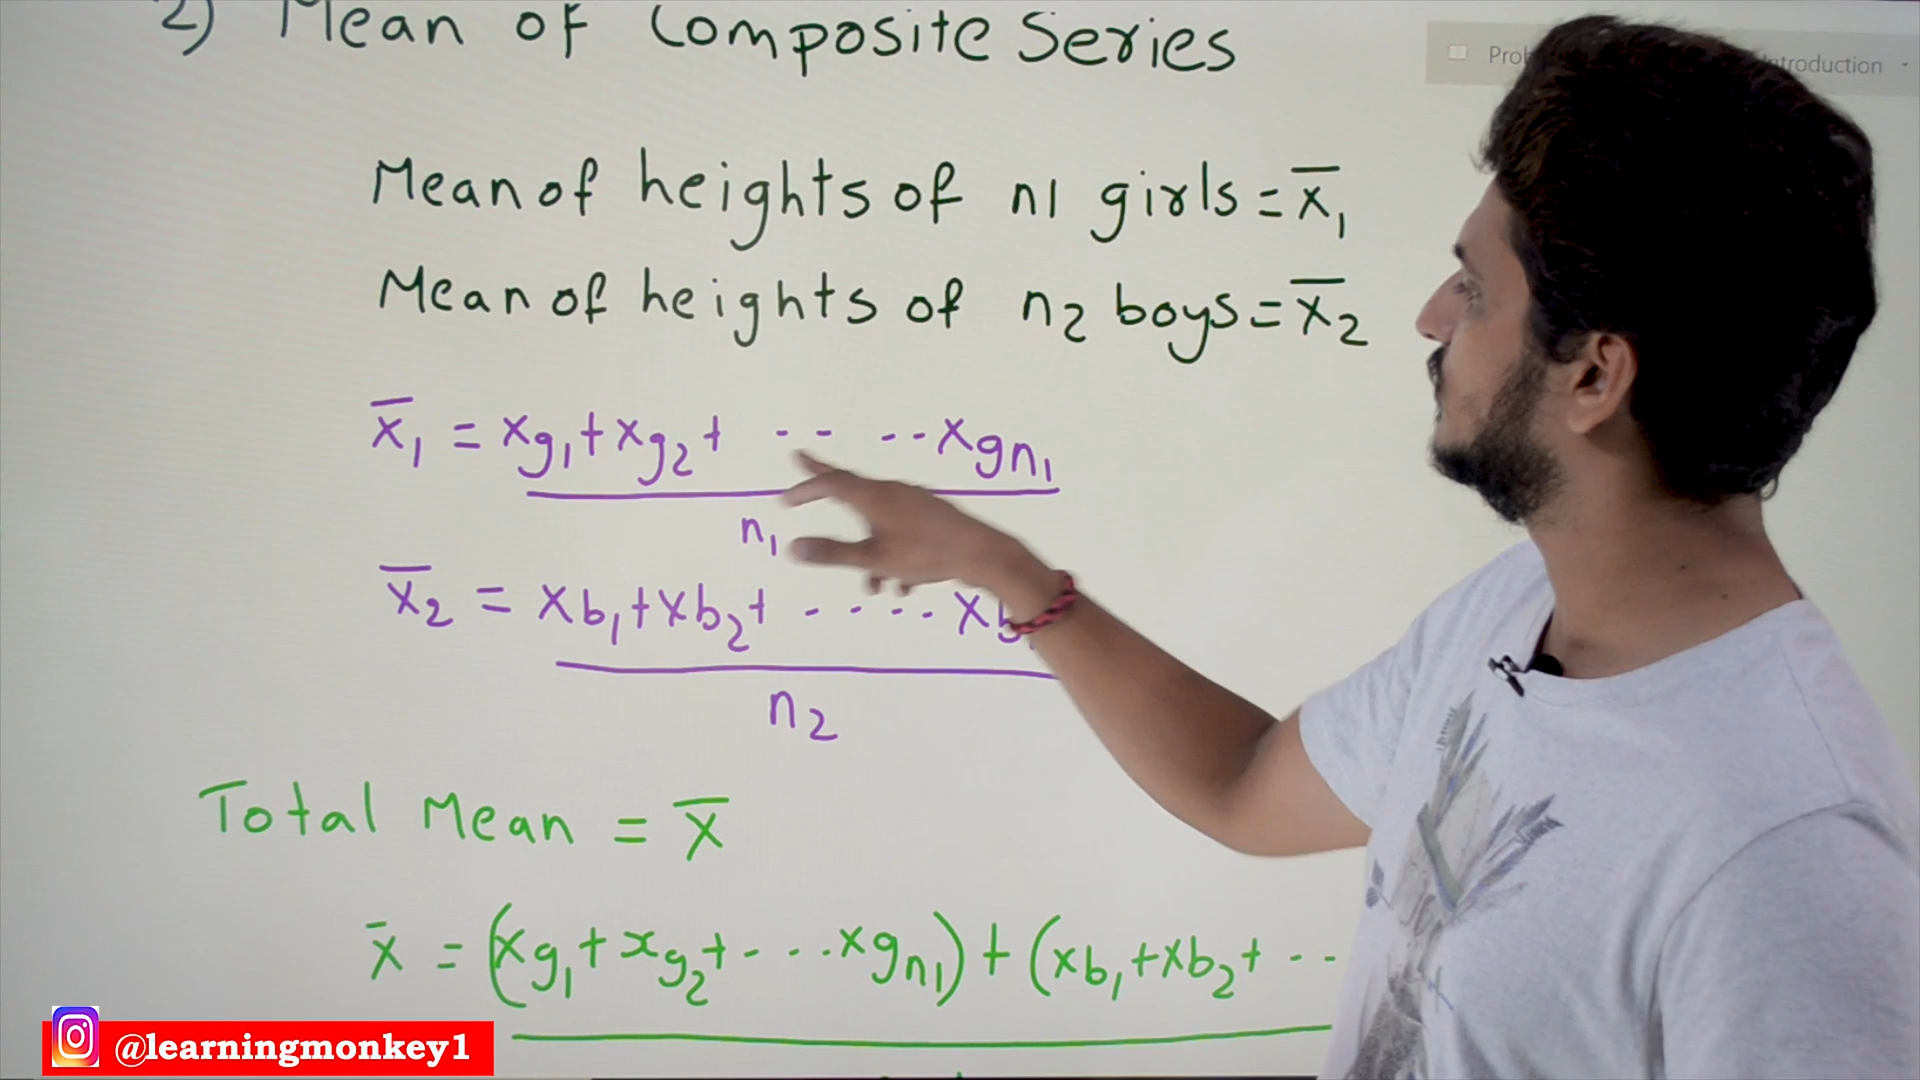 2) Mean of Composite Series
Introduction
Mean of heights of n1 girls = x̄₁
Mean of heights of n2 boys = x̄₂
x̄₁ = xg₁ + xg₂ + -- -- xgn₁
n₁
x̄₂ = xb₁ + xb₂ + ---- xb
n₂
Total Mean = x̄
x̄ = (xg₁ + xg₂ + --- xgn₁) + (xb₁ + xb₂ + --
@learningmonkey1